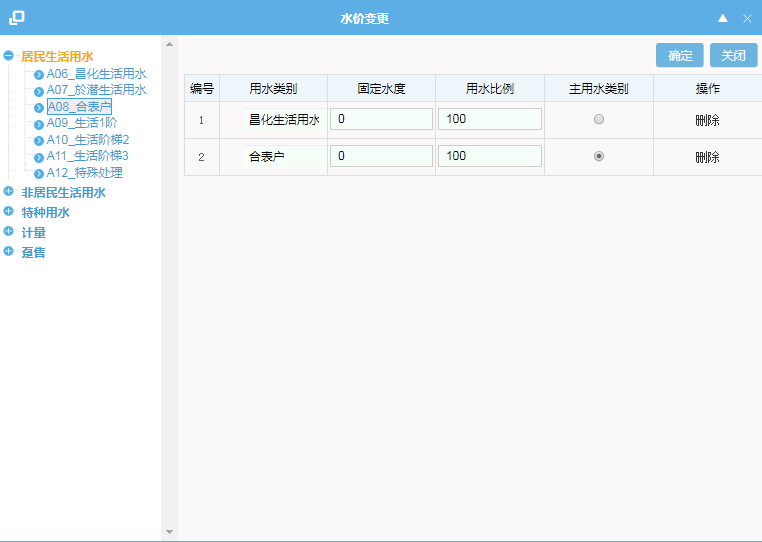 水价变更
确定 关闭
居民生活用水
A06_昌化生活用水
A07_於潜生活用水
A08_合表户
A09_生活1阶
A10_生活阶梯2
A11_生活阶梯3
A12_特殊处理
非居民生活用水
特种用水
计量
趸售
编号 用水类别 固定水度 用水比例 主用水类别 操作
1 昌化生活用水 0 100 删除
2 合表户 0 100 删除